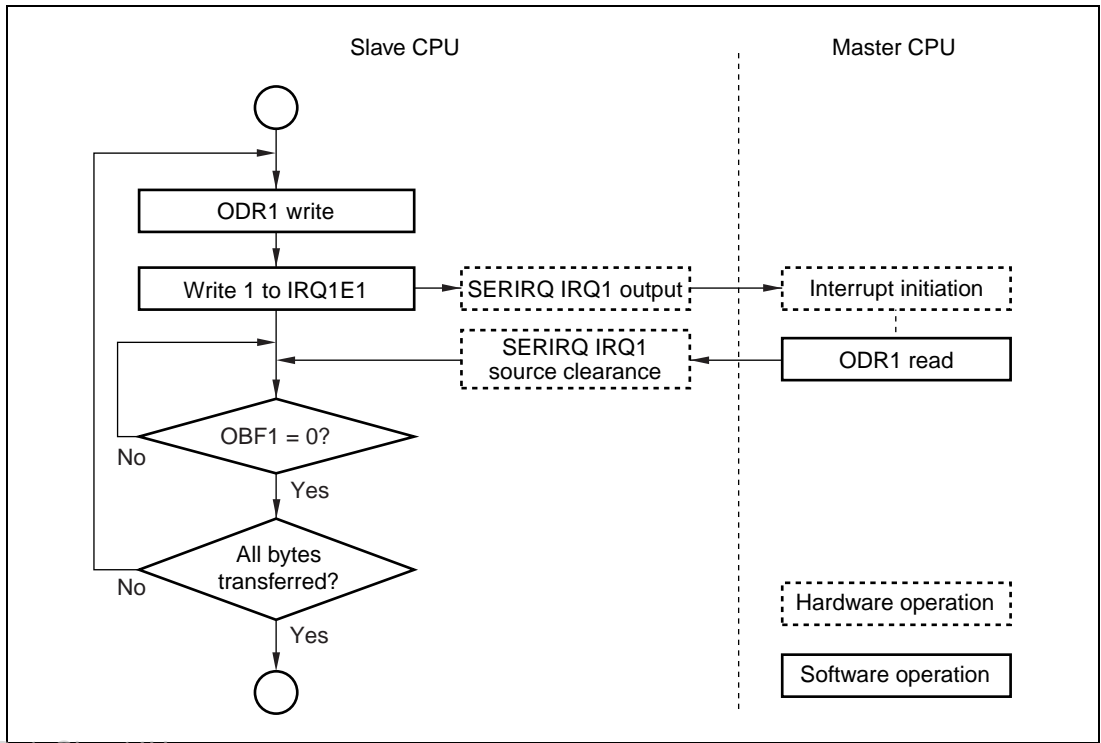 Slave CPU
Master CPU
ODR1 write
Write 1 to IRQ1E1
SERIRQ IRQ1 output
Interrupt initiation
SERIRQ IRQ1
source clearance
ODR1 read
OBF1 = 0?
No
Yes
All bytes
transferred?
No
Yes
Hardware operation
Software operation